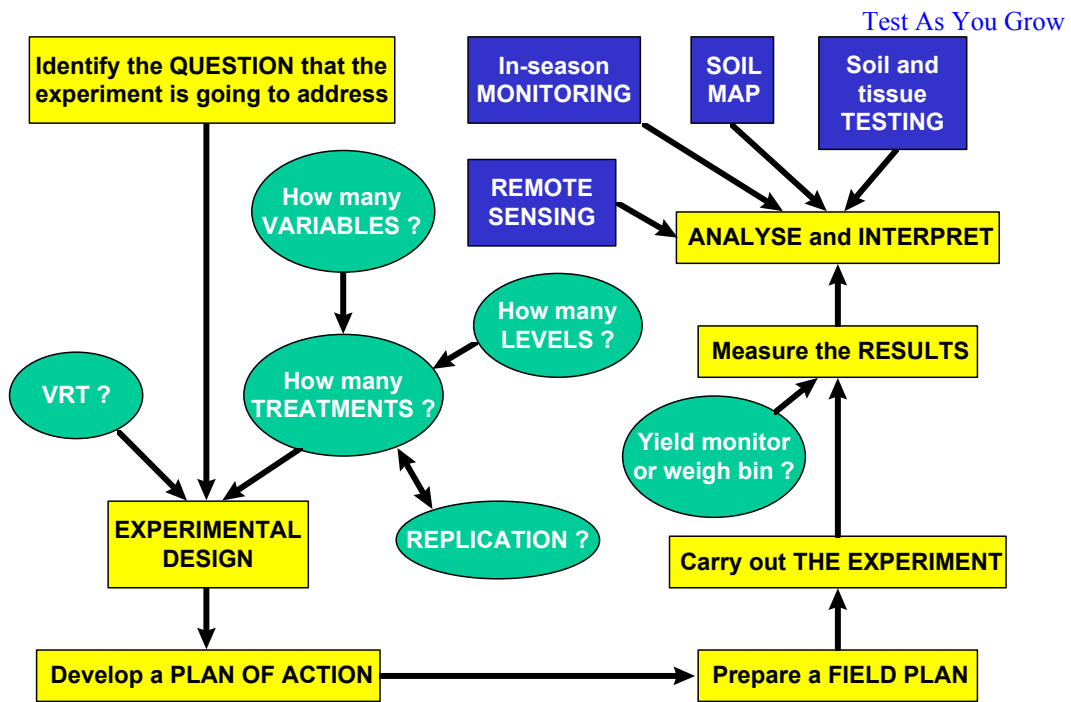 Test As You Grow
Identify the QUESTION that the
experiment is going to address
In-season
MONITORING
SOIL
MAP
Soil and
tissue
TESTING
How many
VARIABLES ?
REMOTE
SENSING
ANALYSE and INTERPRET
How many
LEVELS ?
Measure the RESULTS
VRT ?
How many
TREATMENTS ?
Yield monitor
or weigh bin ?
EXPERIMENTAL
DESIGN
REPLICATION ?
Carry out THE EXPERIMENT
Develop a PLAN OF ACTION
Prepare a FIELD PLAN